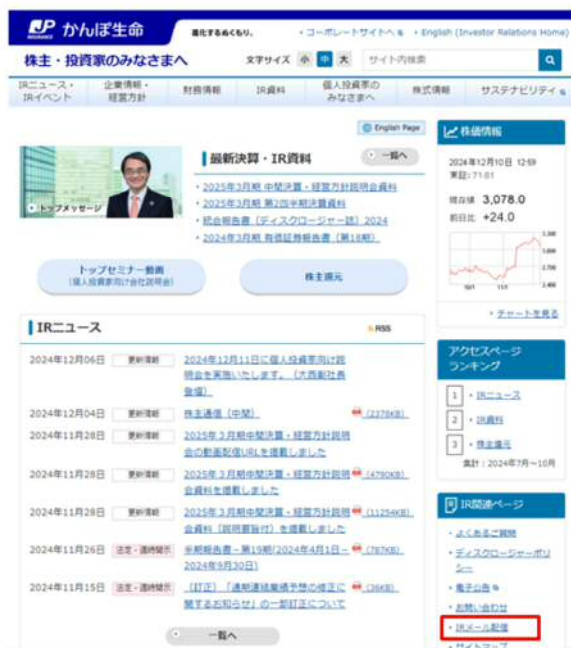 かんぽ生命
進化するぬくもり。
コーポレートサイトへ
English (Investor Relations Home)
株主・投資家のみなさまへ
文字サイズ 小 中 大
サイト内検索
IRニュース・
IRイベント
企業情報・
経営方針
財務情報
IR資料
個人投資家の
みなさまへ
株式情報
サステナビリティ
English Page
トップメッセージ
最新決算・IR資料
一覧へ
2025年3月期 中間決算・経営方針説明会資料
2025年3月期 第2四半期決算資料
統合報告書（ディスクロージャー誌）2024
2024年3月期 有価証券報告書（第18期）
トップセミナー動画
(個人投資家向け会社説明会)
株主還元
株価情報
2024年12月10日 12:59
東証:7181
現在値 3,078.0
前日比 +24.0
チャートを見る
IRニュース
RSS
2024年12月06日 更新情報 2024年12月11日に個人投資家向け説
明会を実施いたします。（大西副社長
登壇）
2024年12月04日 更新情報 株主通信（中間） (2378KB)
2024年11月28日 更新情報 2025年3月期中間決算・経営方針説明
会の動画配信URLを掲載しました
2024年11月28日 更新情報 2025年3月期中間決算・経営方針説明 (4790KB)
会資料を掲載しました
2024年11月28日 更新情報 2025年3月期中間決算・経営方針説明 (11254KB)
会資料（説明要旨付）を掲載しました
2024年11月26日 法定・適時開示 半期報告書－第19期(2024年4月1日－ (787KB)
2024年9月30日)
2024年11月15日 法定・適時開示 （訂正）「通期連結業績予想の修正に (36KB)
関するお知らせ」の一部訂正について
一覧へ
アクセスページ
ランキング
1 IRニュース
2 IR資料
3 株主還元
集計：2024年7月～10月
IR関連ページ
よくあるご質問
ディスクロージャーポリ
シー
電子公告
お問い合わせ
IRメール配信
サイトマップ